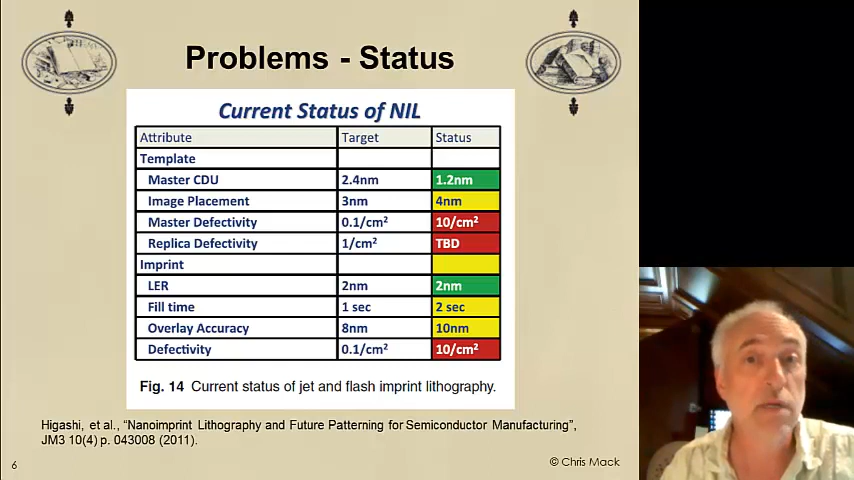 Problems - Status
Current Status of NIL
Attribute Target Status
Template
Master CDU 2.4nm 1.2nm
Image Placement 3nm 4nm
Master Defectivity 0.1/cm² 10/cm²
Replica Defectivity 1/cm² TBD
Imprint
LER 2nm 2nm
Fill time 1 sec 2 sec
Overlay Accuracy 8nm 10nm
Defectivity 0.1/cm² 10/cm²
Fig. 14 Current status of jet and flash imprint lithography.
Higashi, et al., “Nanoimprint Lithography and Future Patterning for Semiconductor Manufacturing”,
JM3 10(4) p. 043008 (2011).
6
© Chris Mack